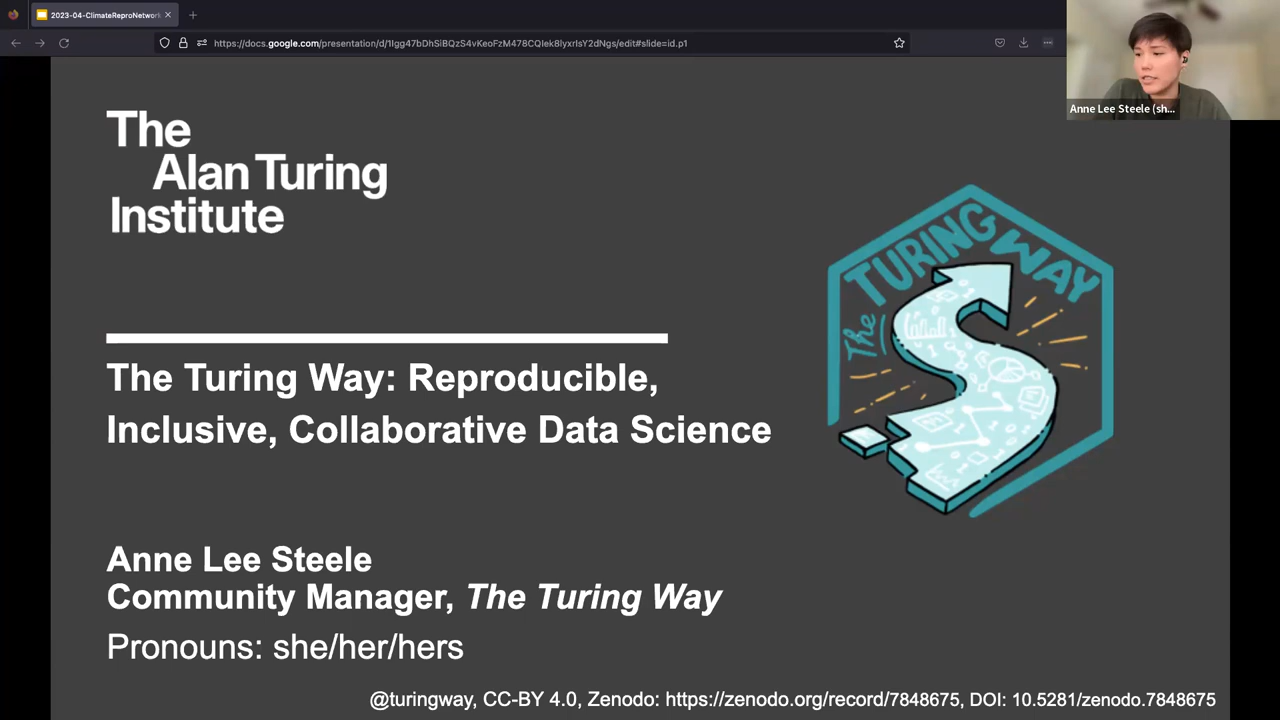 2023-04-ClimateReproNetwork
https://docs.google.com/presentation/d/1Igg47bDhSiBQzS4vKeoFzM478CQIek8lyxrIsY2dNgs/edit#slide=id.p1
Anne Lee Steele (sh...
The
Alan Turing
Institute
The TURING WAY
The Turing Way: Reproducible,
Inclusive, Collaborative Data Science
Anne Lee Steele
Community Manager, The Turing Way
Pronouns: she/her/hers
@turingway, CC-BY 4.0, Zenodo: https://zenodo.org/record/7848675, DOI: 10.5281/zenodo.7848675